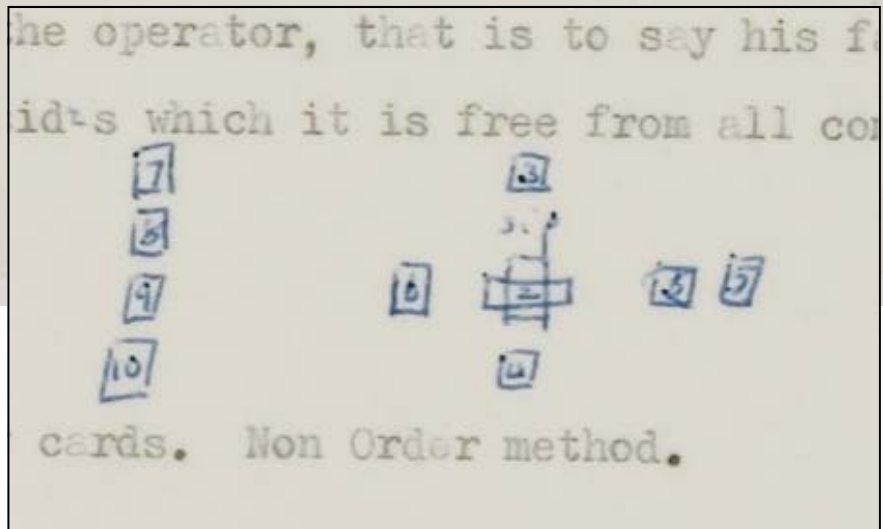 he operator, that is to say his f
which it is free from all co
7 3
8
9 6 2 5
10 4
cards. Non Order method.